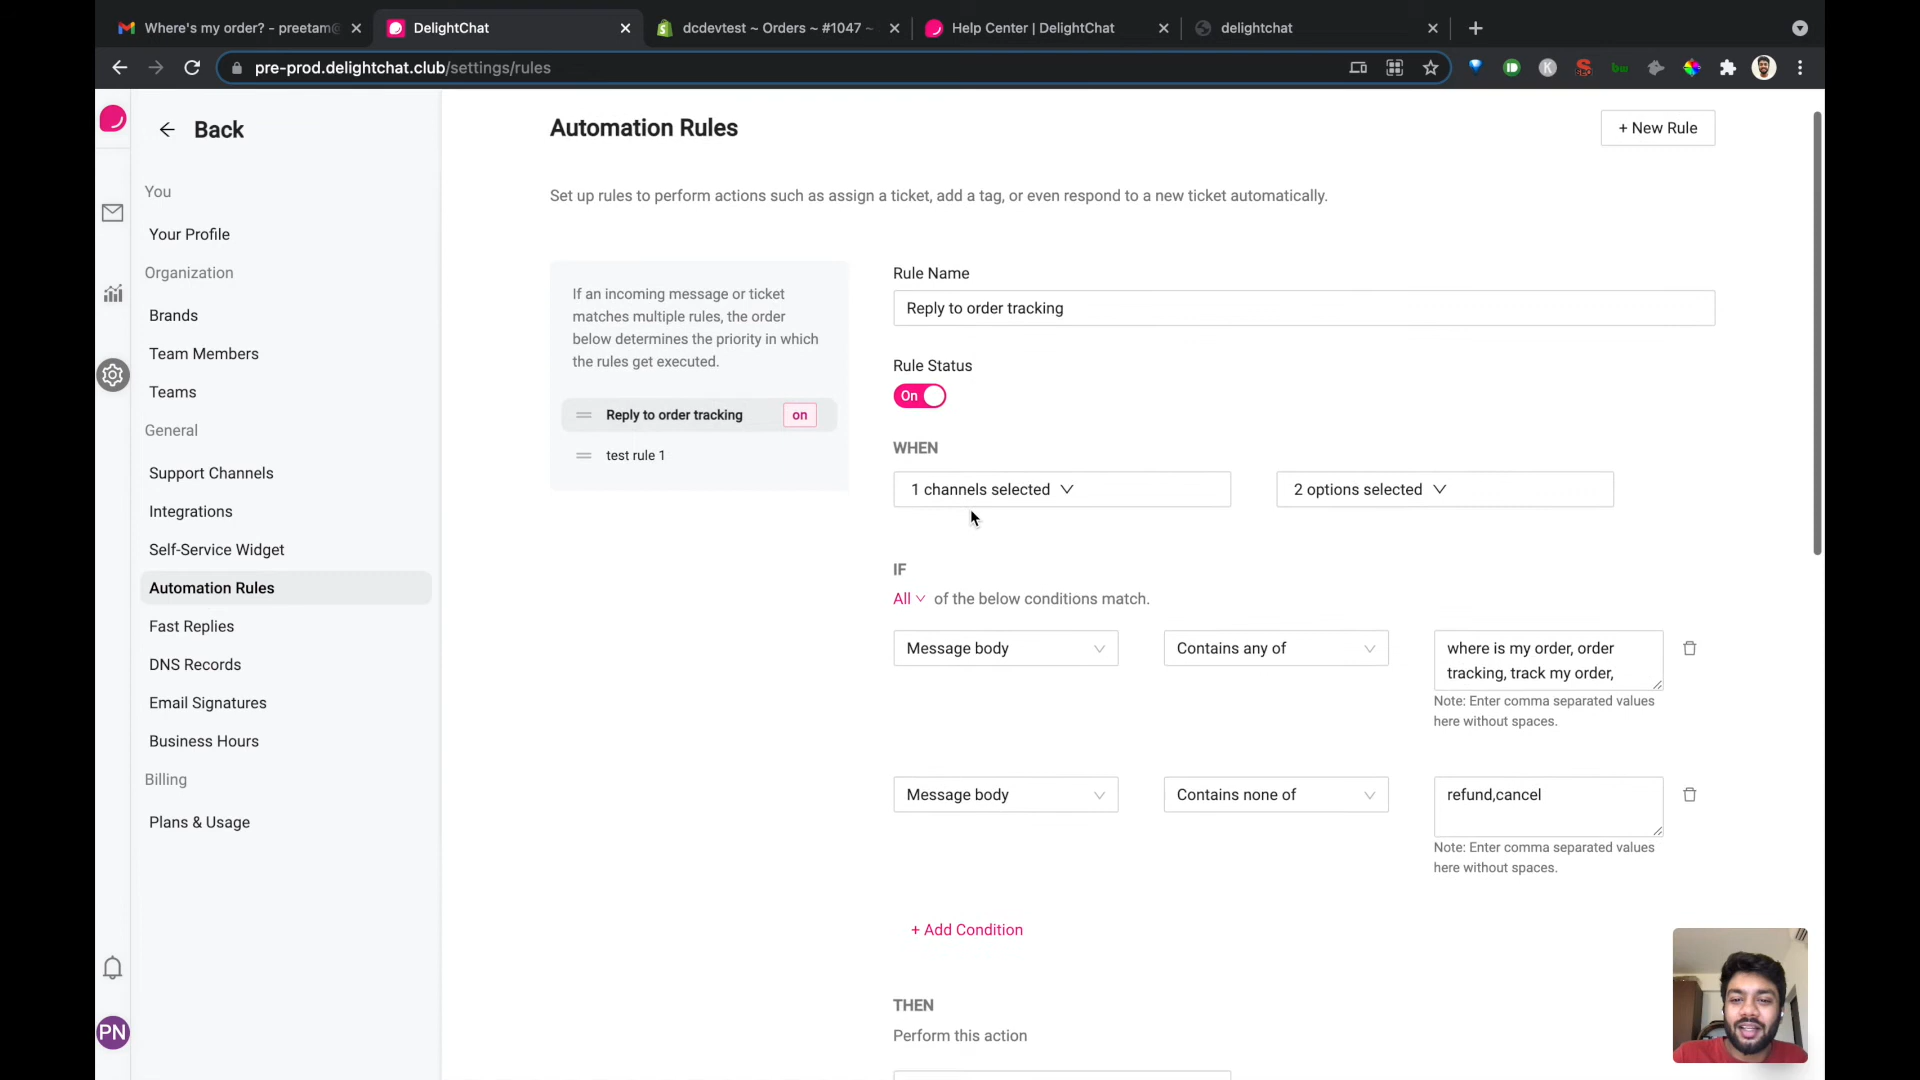 Where's my order? - preetam@
DelightChat
dcdevtest ~ Orders ~ #1047 ~
Help Center | DelightChat
delightchat
pre-prod.delightchat.club/settings/rules
Back
You
Your Profile
Organization
Brands
Team Members
Teams
General
Support Channels
Integrations
Self-Service Widget
Automation Rules
Fast Replies
DNS Records
Email Signatures
Business Hours
Billing
Plans & Usage
PN
Automation Rules
+ New Rule
Set up rules to perform actions such as assign a ticket, add a tag, or even respond to a new ticket automatically.
If an incoming message or ticket
matches multiple rules, the order
below determines the priority in which
the rules get executed.
Reply to order tracking
on
test rule 1
Rule Name
Reply to order tracking
Rule Status
On
WHEN
1 channels selected
2 options selected
IF
All of the below conditions match.
Message body
Contains any of
where is my order, order
tracking, track my order,
Note: Enter comma separated values
here without spaces.
Message body
Contains none of
refund,cancel
Note: Enter comma separated values
here without spaces.
+ Add Condition
THEN
Perform this action